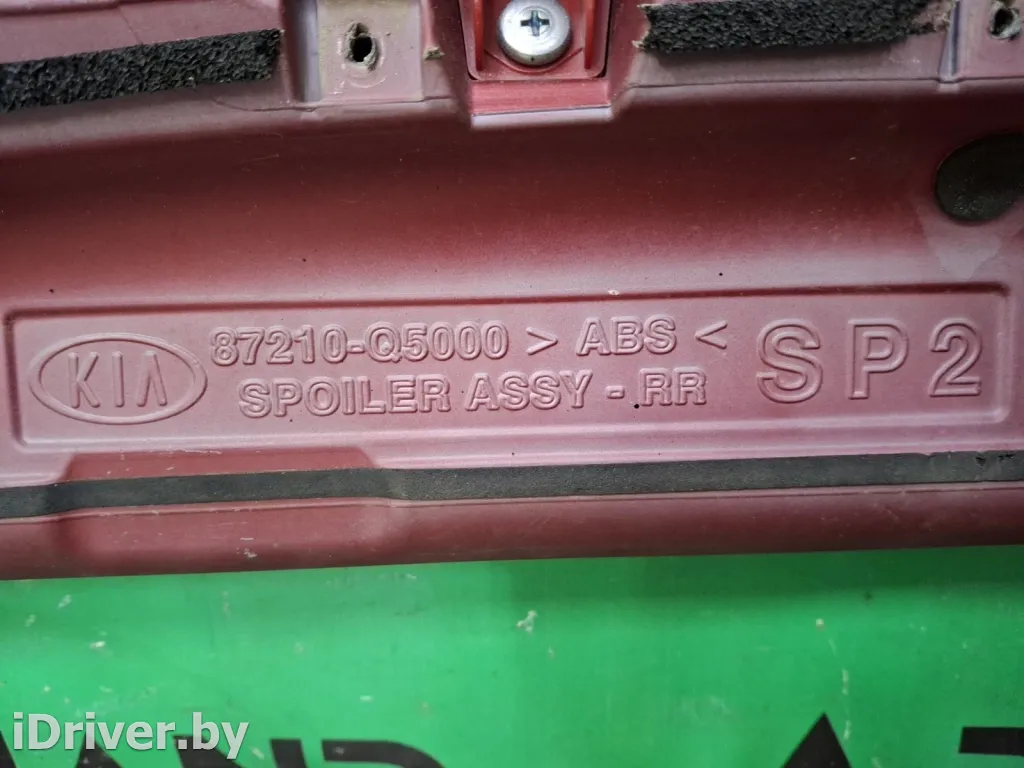 KIA 87210-Q5000 > ABS < SP2
SPOILER ASSY - RR
iDriver.by